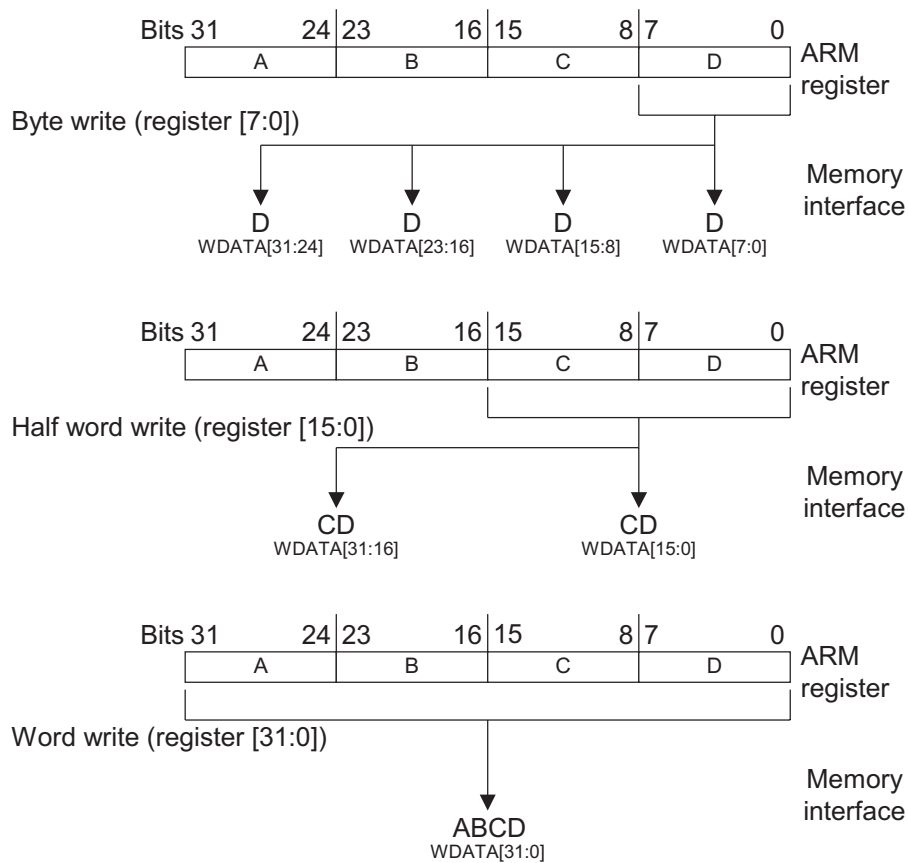 Bits 31 24 23 16 15 8 7 0
A B C D
ARM
register
Byte write (register [7:0])
Memory
interface
D D D D
WDATA[31:24] WDATA[23:16] WDATA[15:8] WDATA[7:0]
Bits 31 24 23 16 15 8 7 0
A B C D
ARM
register
Half word write (register [15:0])
Memory
interface
CD CD
WDATA[31:16] WDATA[15:0]
Bits 31 24 23 16 15 8 7 0
A B C D
ARM
register
Word write (register [31:0])
Memory
interface
ABCD
WDATA[31:0]